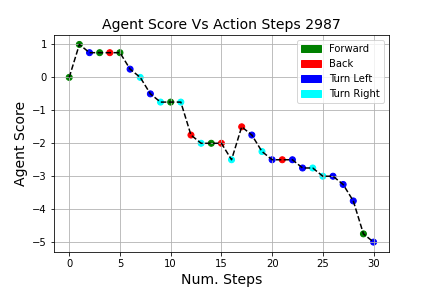 Agent Score Vs Action Steps 2987
Forward
Back
Turn Left
Turn Right
Agent Score
1
0
−1
−2
−3
−4
−5
0
5
10
15
20
25
30
Num. Steps